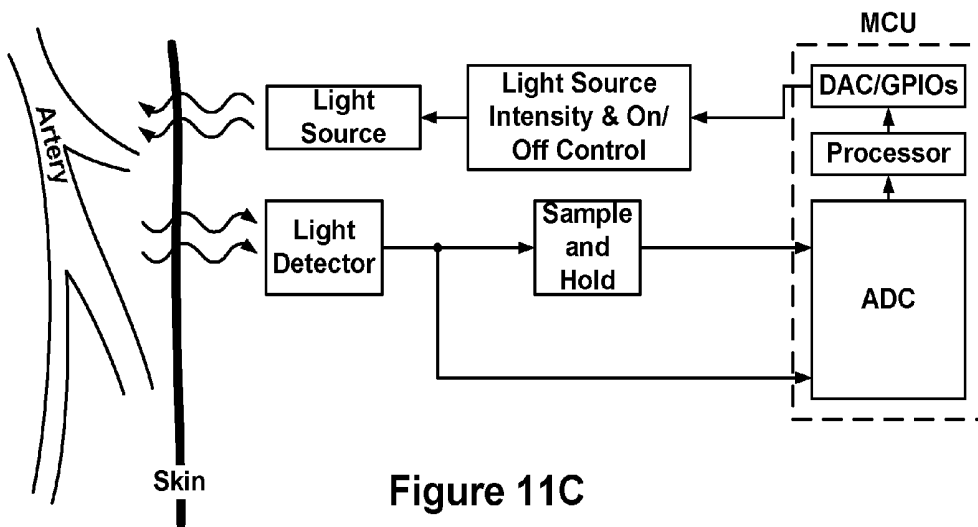 MCU
Light
Source
Light Source
Intensity & On/
Off Control
DAC/GPIOs
Processor
Artery
Light
Detector
Sample
and
Hold
ADC
Skin
Figure 11C